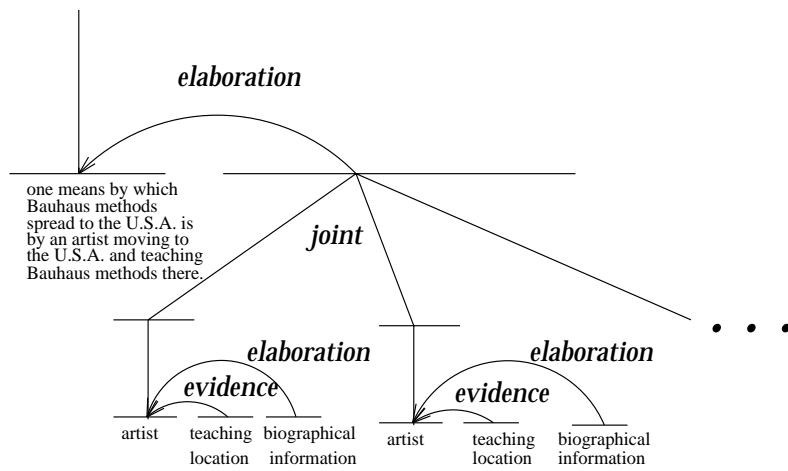 elaboration
one means by which
Bauhaus methods
spread to the U.S.A. is
by an artist moving to
the U.S.A. and teaching
Bauhaus methods there.
joint
elaboration
evidence
artist
teaching
location
biographical
information
elaboration
evidence
artist
teaching
location
biographical
information